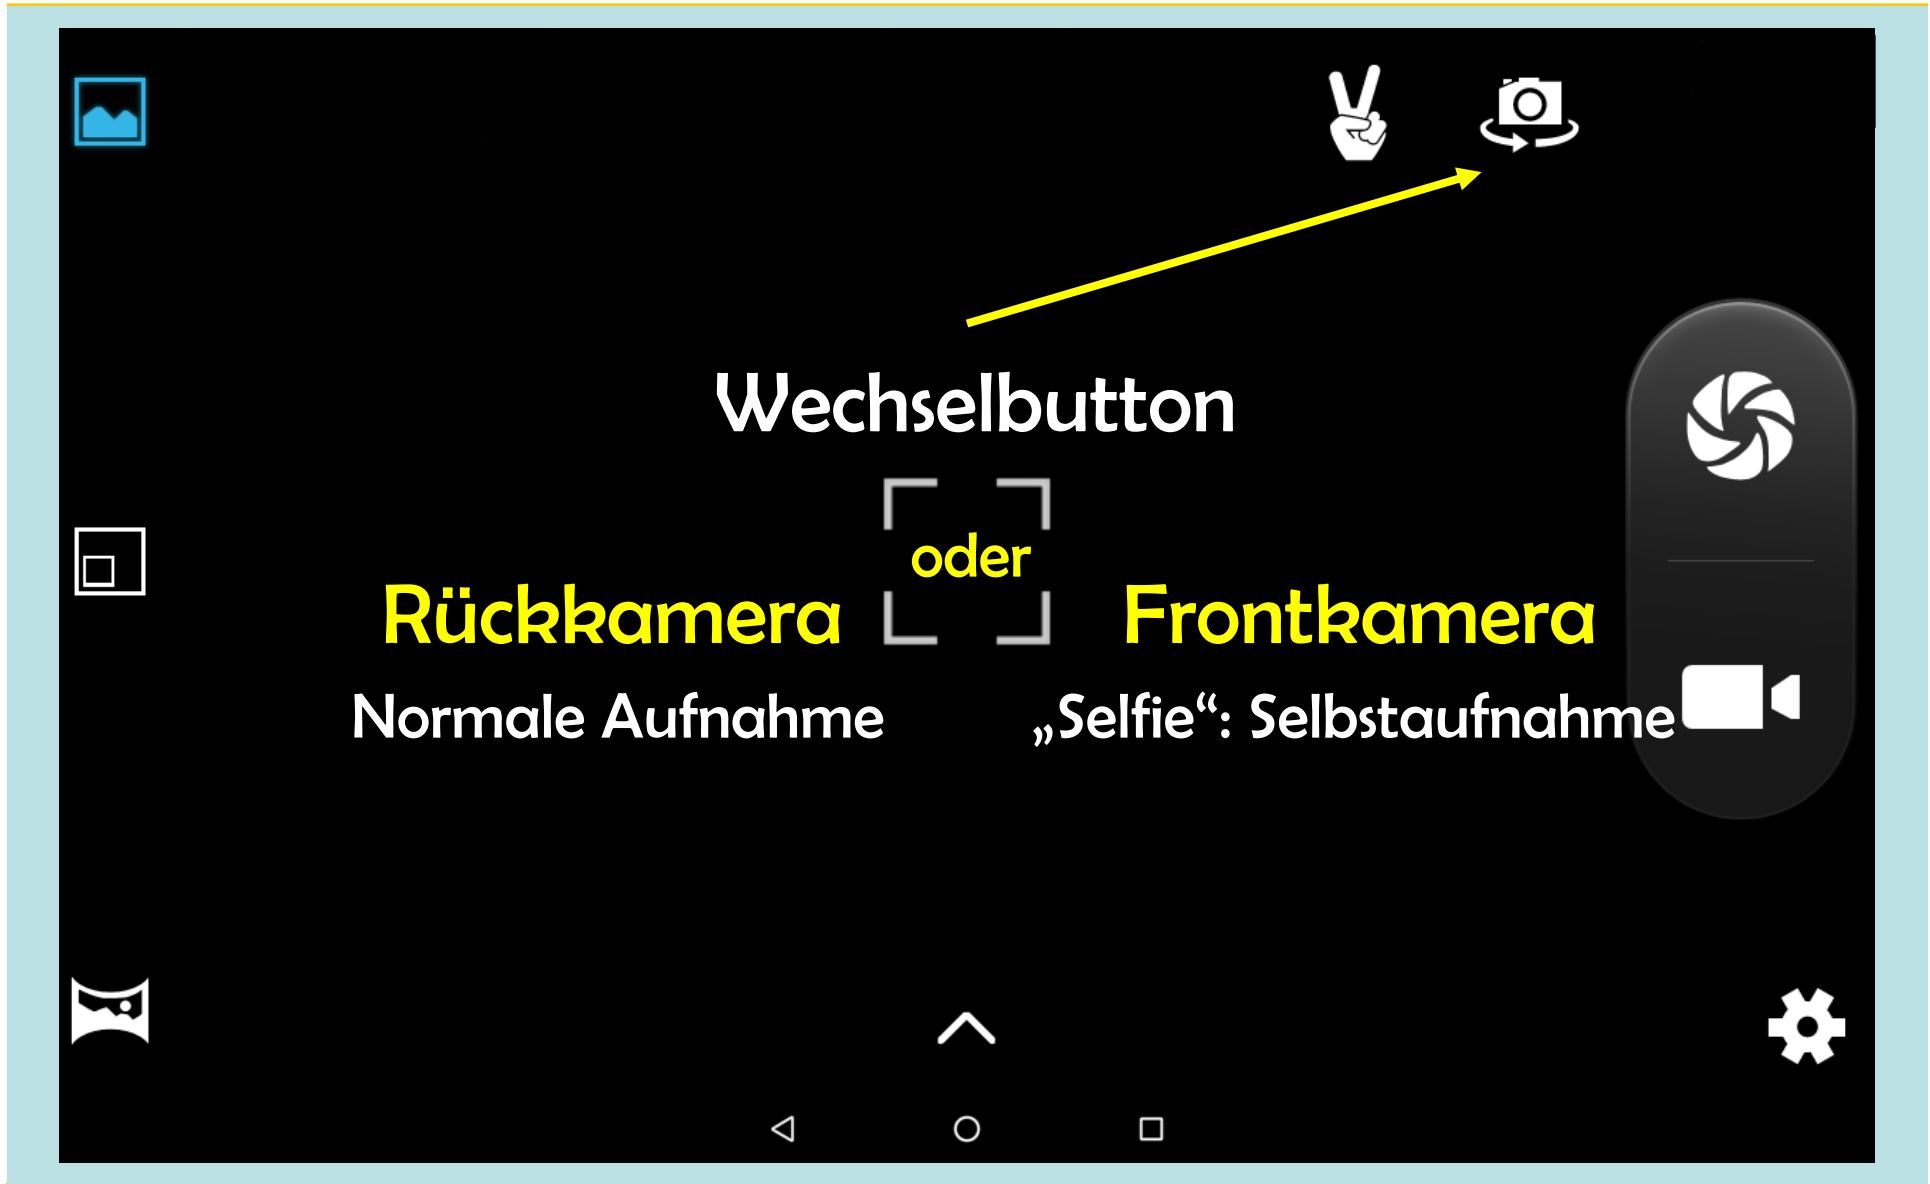 Wechselbutton
oder
Rückkamera
Frontkamera
Normale Aufnahme
„Selfie“: Selbstaufnahme